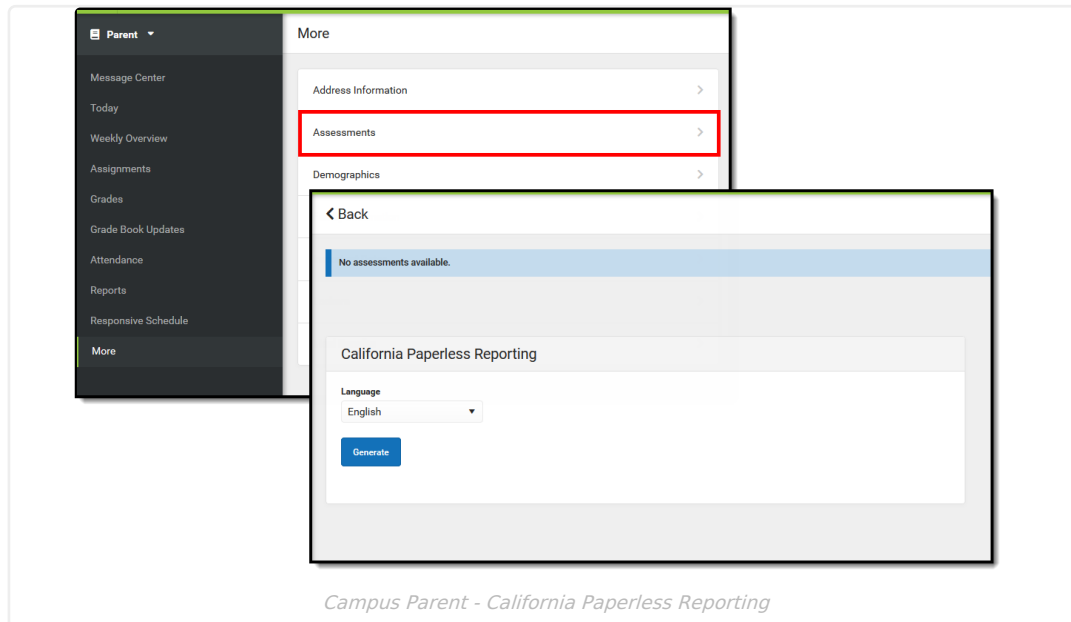 Parent
Message Center
Today
Weekly Overview
Assignments
Grades
Grade Book Updates
Attendance
Reports
Responsive Schedule
More
More
Address Information
Assessments
Demographics
Back
No assessments available.
California Paperless Reporting
Language
English
Generate
Campus Parent - California Paperless Reporting